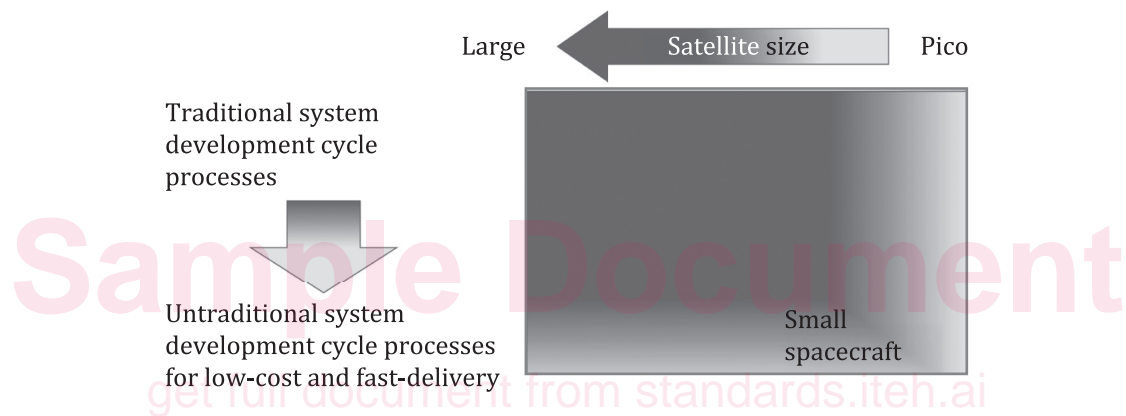 Large
Satellite size
Pico
Traditional system
development cycle
processes
Sample Document
Untraditional system
development cycle processes
for low-cost and fast-delivery
Small
spacecraft
get full document from standards.iteh.ai